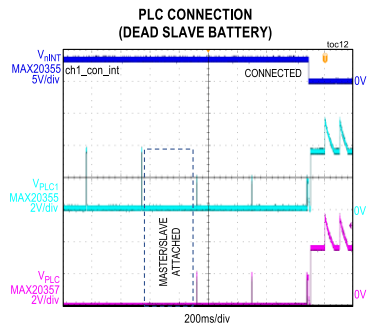 PLC CONNECTION
(DEAD SLAVE BATTERY)
toc12
VnINT
MAX20355
5V/div
ch1_con_int
CONNECTED
0V
VPLC1
MAX20355
2V/div
0V
MASTER/SLAVE
ATTACHED
VPLC
MAX20357
2V/div
0V
200ms/div